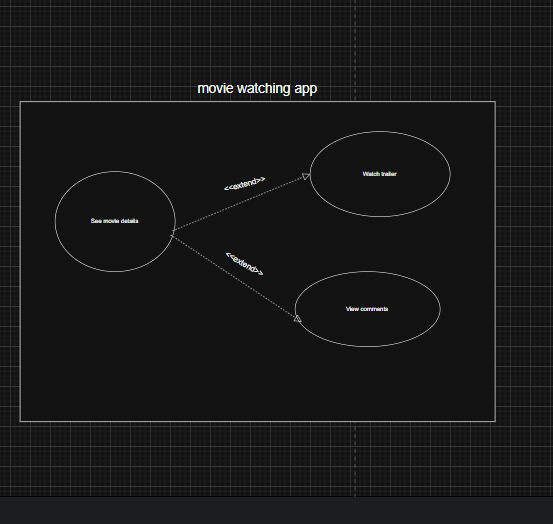 movie watching app
Watch trailer
<<extend>>
See movie details
<<extend>>
View comments